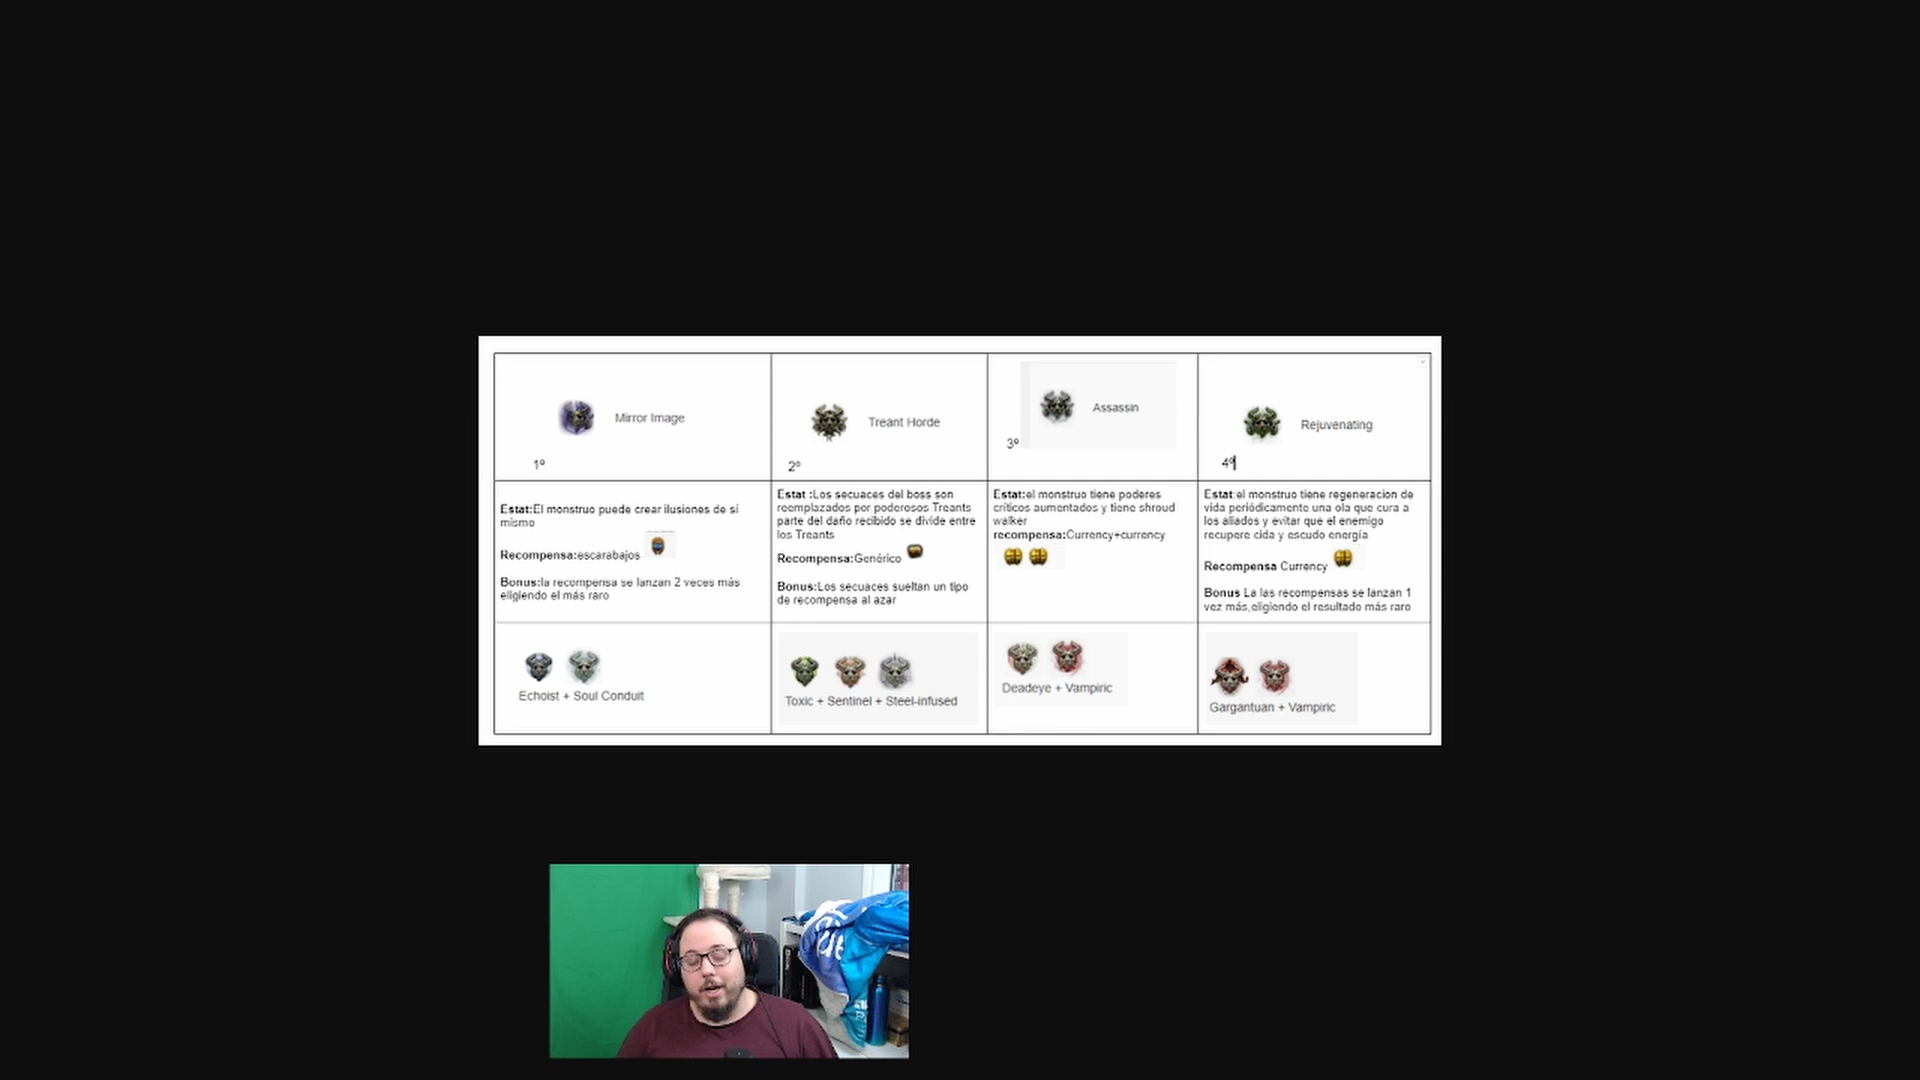 Mirror Image
1º
Treant Horde
2º
Assassin
3º
Rejuvenating
4º
Estat:El monstruo puede crear ilusiones de sí
mismo
Recompensa:escarabajos
Bonus:la recompensa se lanzan 2 veces más
eligiendo el más raro
Estat :Los secuaces del boss son
reemplazados por poderosos Treants
parte del daño recibido se divide entre
los Treants
Recompensa:Genérico
Bonus:Los secuaces sueltan un tipo
de recompensa al azar
Estat:el monstruo tiene poderes
críticos aumentados y tiene shroud
walker
recompensa:Currency+currency
Estat:el monstruo tiene regeneracion de
vida periódicamente una ola que cura a
los aliados y evitar que el enemigo
recupere cida y escudo energía
Recompensa Currency
Bonus La las recompensas se lanzan 1
vez más,eligiendo el resultado más raro
Echoist + Soul Conduit
Toxic + Sentinel + Steel-infused
Deadeye + Vampiric
Gargantuan + Vampiric